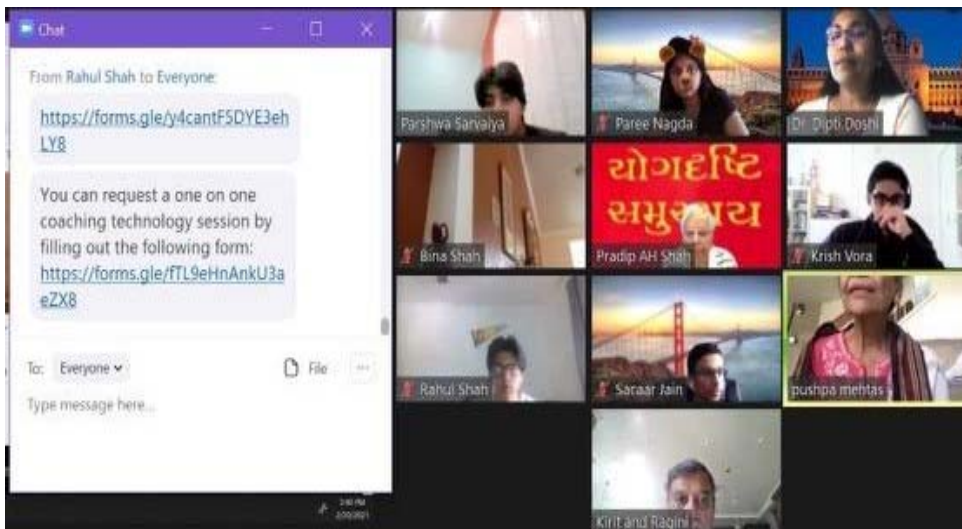 Chat
From Rahul Shah to Everyone:
https://forms.gle/y4cantF5DYE3eh
LY8
You can request a one on one
coaching technology session by
filling out the following form:
https://forms.gle/fTL9eHnAnkU3a
eZX8
To: Everyone
File
Type message here...
Parshwa Sarvaiya
Paree Nagda
Dr. Dipti Doshi
Bina Shah
યોગદૃષ્ટિ
સમુસ્રાય
Pradip AH Shah
Krish Vora
Rahul Shah
Saraar Jain
pushpa mehtas
Kirit and Ragini